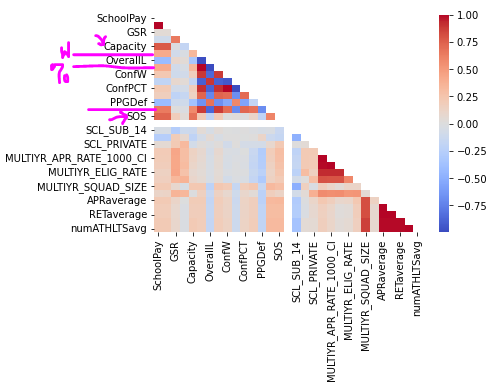 SchoolPay
GSR
Capacity
OverallL
ConfW
ConfPCT
PPGDef
SOS
SCL_SUB_14
SCL_PRIVATE
MULTIYR_APR_RATE_1000_CI
MULTIYR_ELIG_RATE
MULTIYR_SQUAD_SIZE
APRaverage
RETaverage
numATHLTSavg
1.00
0.75
0.50
0.25
0.00
−0.25
−0.50
−0.75
SchoolPay
GSR
Capacity
OverallL
ConfW
ConfPCT
PPGDef
SOS
SCL_SUB_14
SCL_PRIVATE
MULTIYR_APR_RATE_1000_CI
MULTIYR_ELIG_RATE
MULTIYR_SQUAD_SIZE
APRaverage
RETaverage
numATHLTSavg